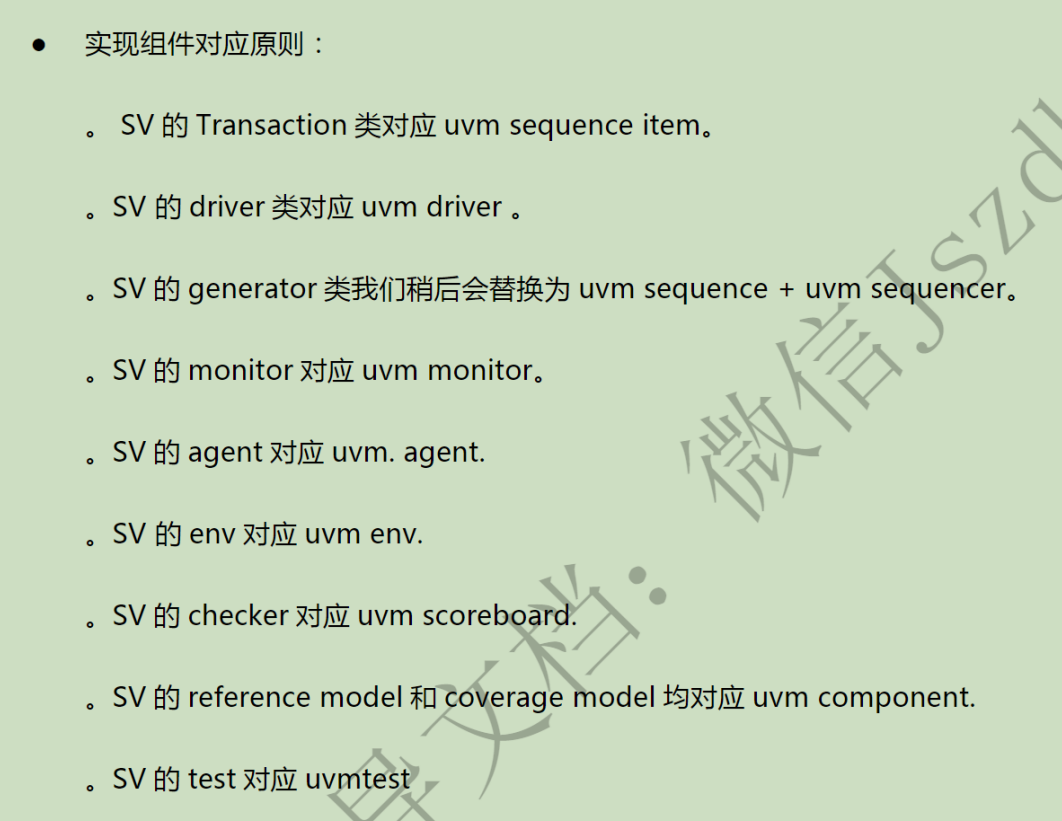 ● 实现组件对应原则：
。 SV 的 Transaction 类对应 uvm sequence item。
。SV 的 driver 类对应 uvm driver 。
。SV 的 generator 类我们稍后会替换为 uvm sequence + uvm sequencer。
。SV 的 monitor 对应 uvm monitor。
。SV 的 agent 对应 uvm. agent.
。SV 的 env 对应 uvm env.
。SV 的 checker 对应 uvm scoreboard.
。SV 的 reference model 和 coverage model 均对应 uvm component.
。SV 的 test 对应 uvmtest
文档：微信Jszd